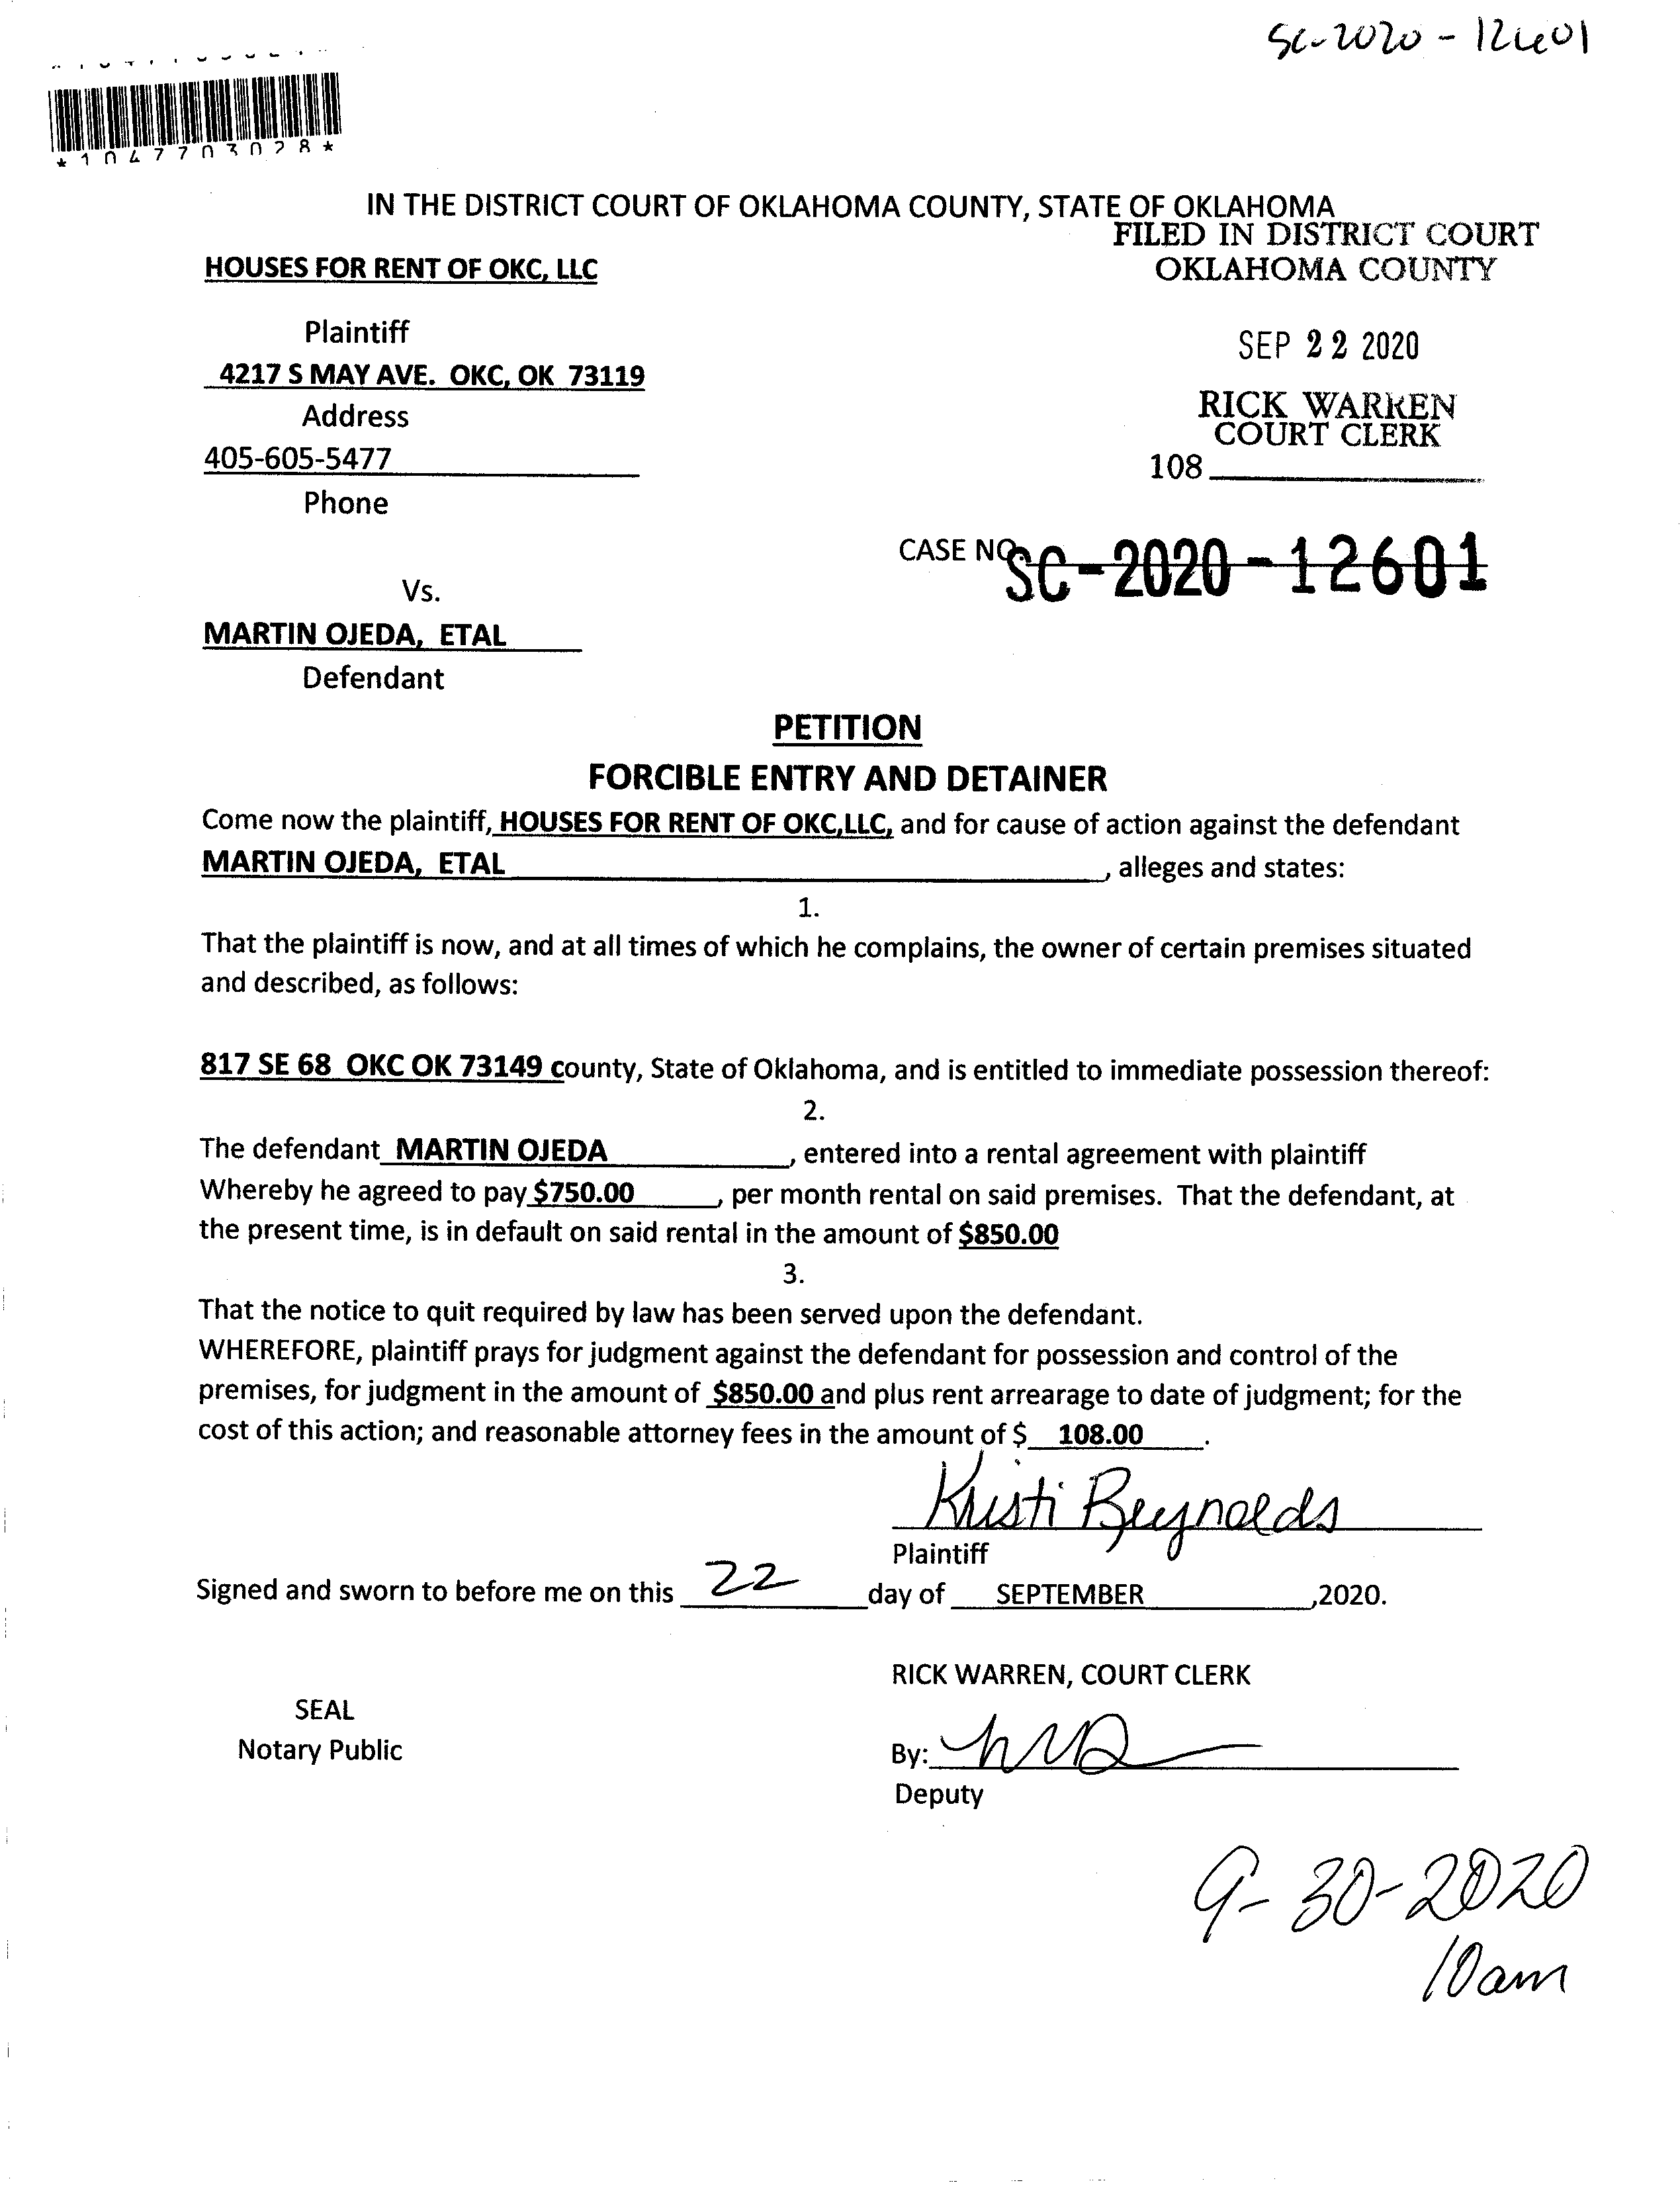 SC-2020-12601
*1047703028*
IN THE DISTRICT COURT OF OKLAHOMA COUNTY, STATE OF OKLAHOMA
FILED IN DISTRICT COURT
OKLAHOMA COUNTY
HOUSES FOR RENT OF OKC, LLC
Plaintiff
SEP 22 2020
4217 S MAY AVE. OKC, OK 73119
Address
RICK WARREN
COURT CLERK
405-605-5477
108
Phone
CASE NO. SC-2020-12601
Vs.
MARTIN OJEDA, ETAL
Defendant
PETITION
FORCIBLE ENTRY AND DETAINER
Come now the plaintiff, HOUSES FOR RENT OF OKC,LLC, and for cause of action against the defendant
MARTIN OJEDA, ETAL, alleges and states:
1.
That the plaintiff is now, and at all times of which he complains, the owner of certain premises situated
and described, as follows:
817 SE 68 OKC OK 73149 county, State of Oklahoma, and is entitled to immediate possession thereof:
2.
The defendant MARTIN OJEDA, entered into a rental agreement with plaintiff
Whereby he agreed to pay $750.00, per month rental on said premises. That the defendant, at
the present time, is in default on said rental in the amount of $850.00
3.
That the notice to quit required by law has been served upon the defendant.
WHEREFORE, plaintiff prays for judgment against the defendant for possession and control of the
premises, for judgment in the amount of $850.00 and plus rent arrearage to date of judgment; for the
cost of this action; and reasonable attorney fees in the amount of $ 108.00.
Kristi Reynolds
Plaintiff
Signed and sworn to before me on this 22 day of SEPTEMBER,2020.
RICK WARREN, COURT CLERK
SEAL
Notary Public
By:
Deputy
9-30-2020
10am